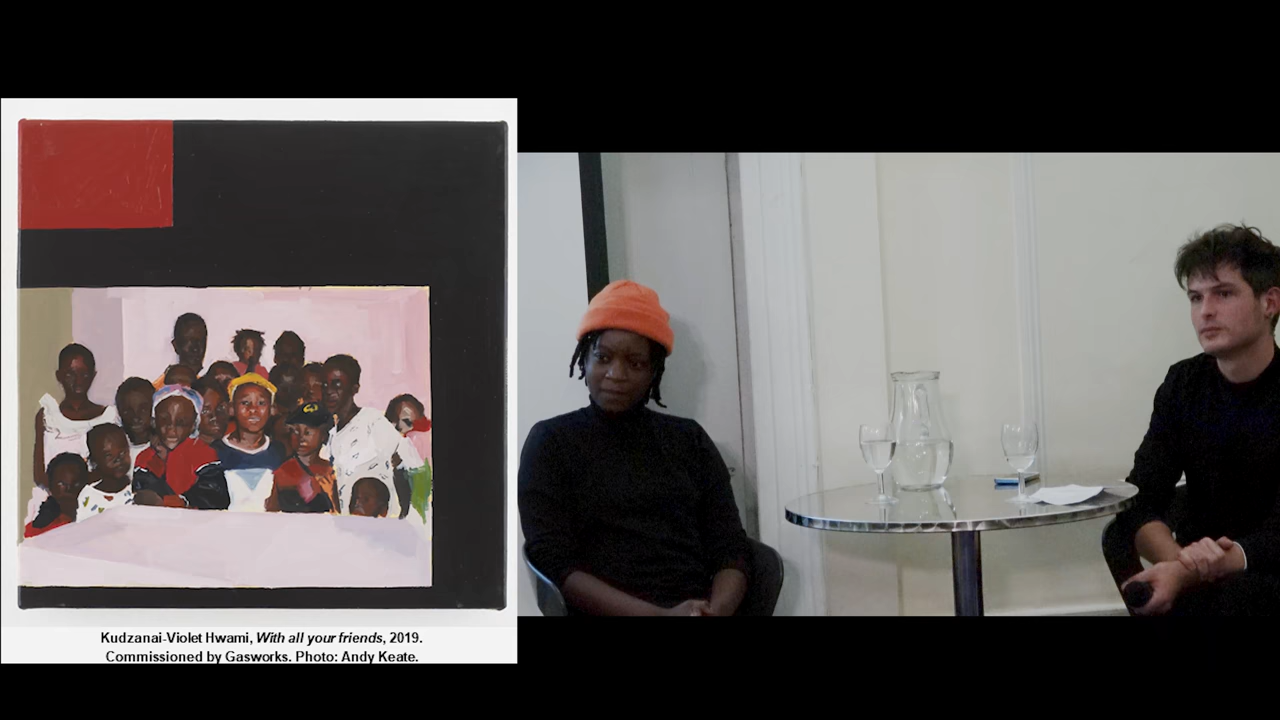 Kudzanai-Violet Hwami, With all your friends, 2019.
Commissioned by Gasworks. Photo: Andy Keate.